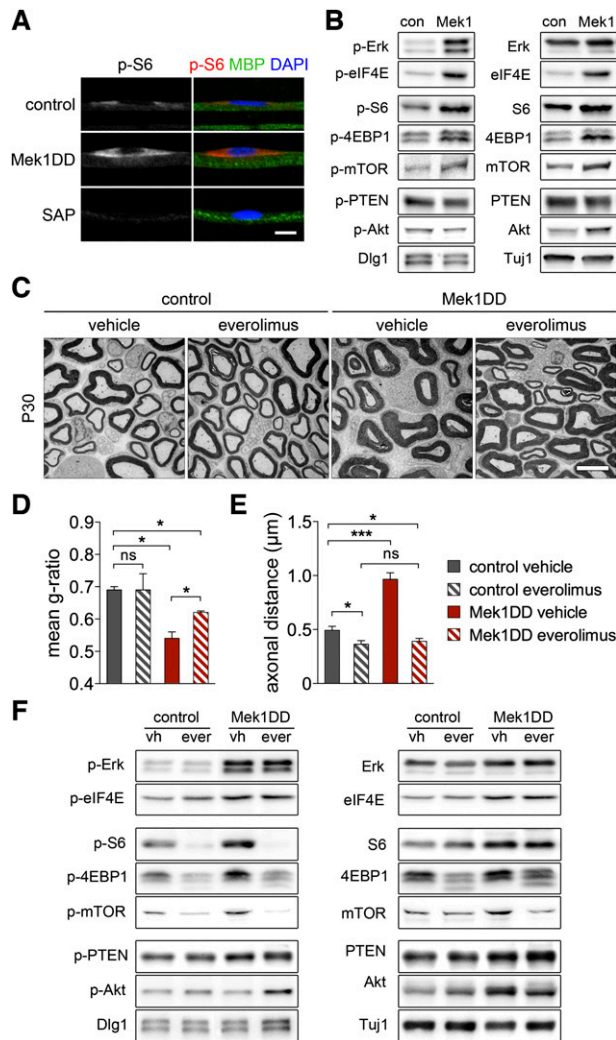 A
p-S6 p-S6 MBP DAPI
control
Mek1DD
SAP
B
con Mek1 con Mek1
p-Erk Erk
p-eIF4E eIF4E
p-S6 S6
p-4EBP1 4EBP1
p-mTOR mTOR
p-PTEN PTEN
p-Akt Akt
Dlg1 Tuj1
C
control Mek1DD
vehicle everolimus vehicle everolimus
P30
D
mean g-ratio
0.9
0.8
0.7
0.6
0.5
0.4
*
*
ns
*
E
axonal distance (µm)
1.5
1.0
0.5
0
*
***
ns
*
control vehicle
control everolimus
Mek1DD vehicle
Mek1DD everolimus
F
control Mek1DD control Mek1DD
vh ever vh ever vh ever vh ever
p-Erk Erk
p-eIF4E eIF4E
p-S6 S6
p-4EBP1 4EBP1
p-mTOR mTOR
p-PTEN PTEN
p-Akt Akt
Dlg1 Tuj1